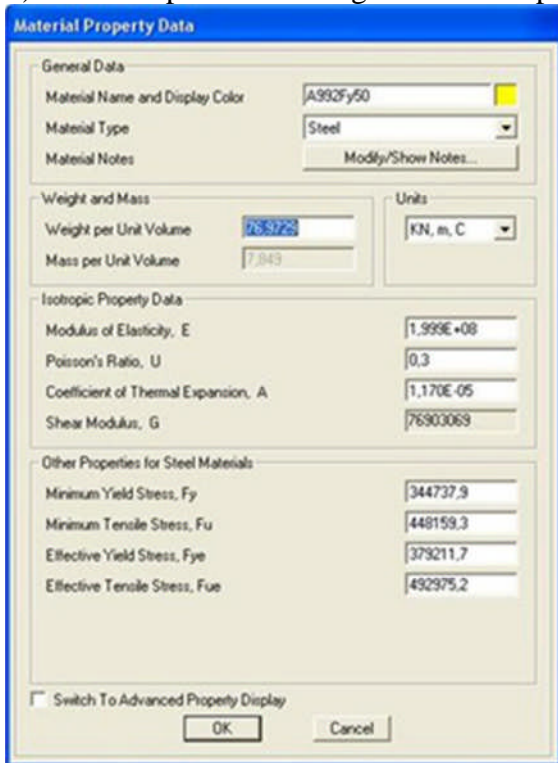 Material Property Data
General Data
Material Name and Display Color A992Fy50
Material Type Steel
Material Notes Modify/Show Notes...
Weight and Mass Units
Weight per Unit Volume 76,9729 KN, m, C
Mass per Unit Volume 7,849
Isotropic Property Data
Modulus of Elasticity, E 1,999E+08
Poisson's Ratio, U 0,3
Coefficient of Thermal Expansion, A 1,170E-05
Shear Modulus, G 76903069
Other Properties for Steel Materials
Minimum Yield Stress, Fy 344737,9
Minimum Tensile Stress, Fu 448159,3
Effective Yield Stress, Fye 379211,7
Effective Tensile Stress, Fue 492975,2
Switch To Advanced Property Display
OK Cancel